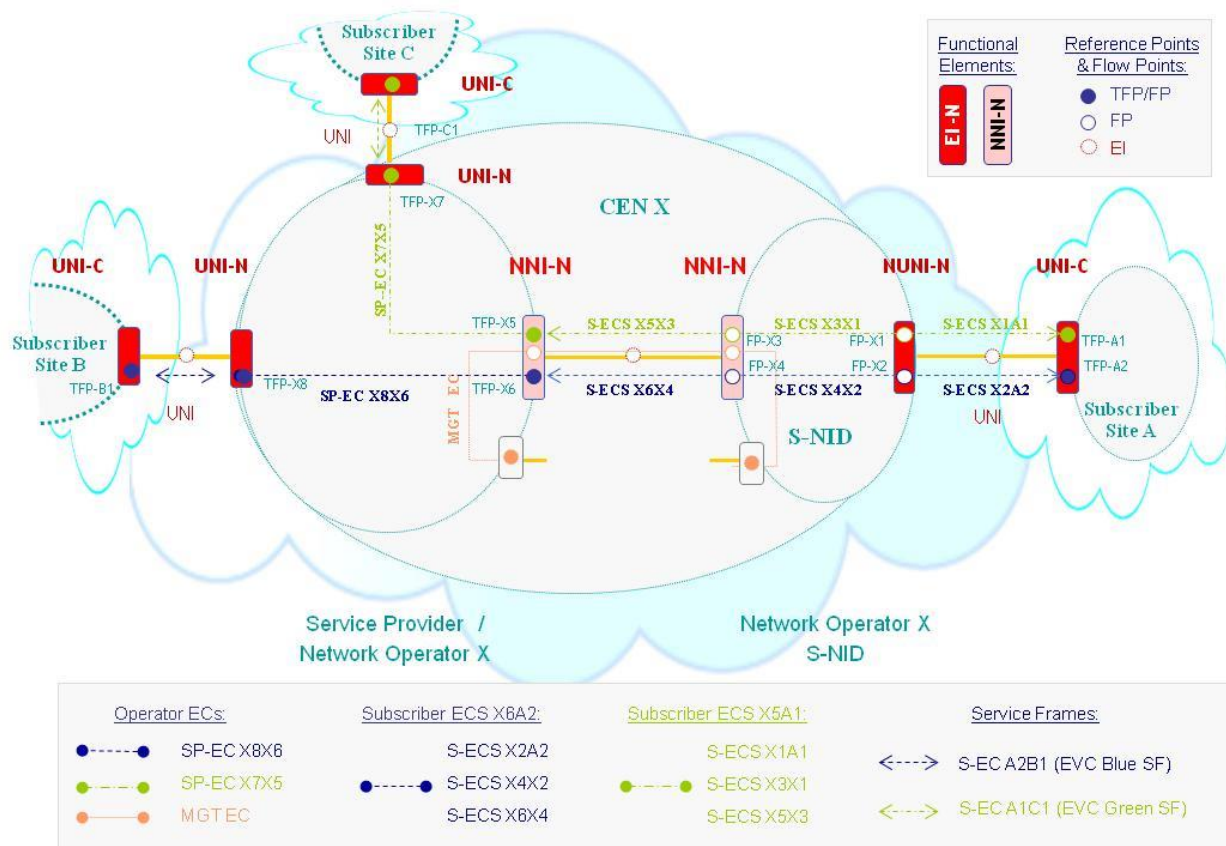 Subscriber
Site C
UNI-C
UNI
TFP-C1
UNI-N
TFP-X7
CEN X
SP-EC X7X5
Functional
Elements:
EI-N
NNI-N
Reference Points
& Flow Points:
TFP/FP
FP
EI
UNI-C
UNI-N
NNI-N
NNI-N
NUNI-N
UNI-C
Subscriber
Site B
TFP-B1
UNI
TFP-X8
SP-EC X8X6
TFP-X5
TFP-X6
MGT EC
S-ECS X5X3
S-ECS X6X4
FP-X3
FP-X4
S-ECS X3X1
S-ECS X4X2
FP-X1
FP-X2
S-ECS X1A1
S-ECS X2A2
UNI
TFP-A1
TFP-A2
Subscriber
Site A
S-NID
Service Provider /
Network Operator X
Network Operator X
S-NID
Operator ECs:
SP-EC X8X6
SP-EC X7X5
MGT EC
Subscriber ECS X6A2:
S-ECS X2A2
S-ECS X4X2
S-ECS X6X4
Subscriber ECS X5A1:
S-ECS X1A1
S-ECS X3X1
S-ECS X5X3
Service Frames:
S-EC A2B1 (EVC Blue SF)
S-EC A1C1 (EVC Green SF)